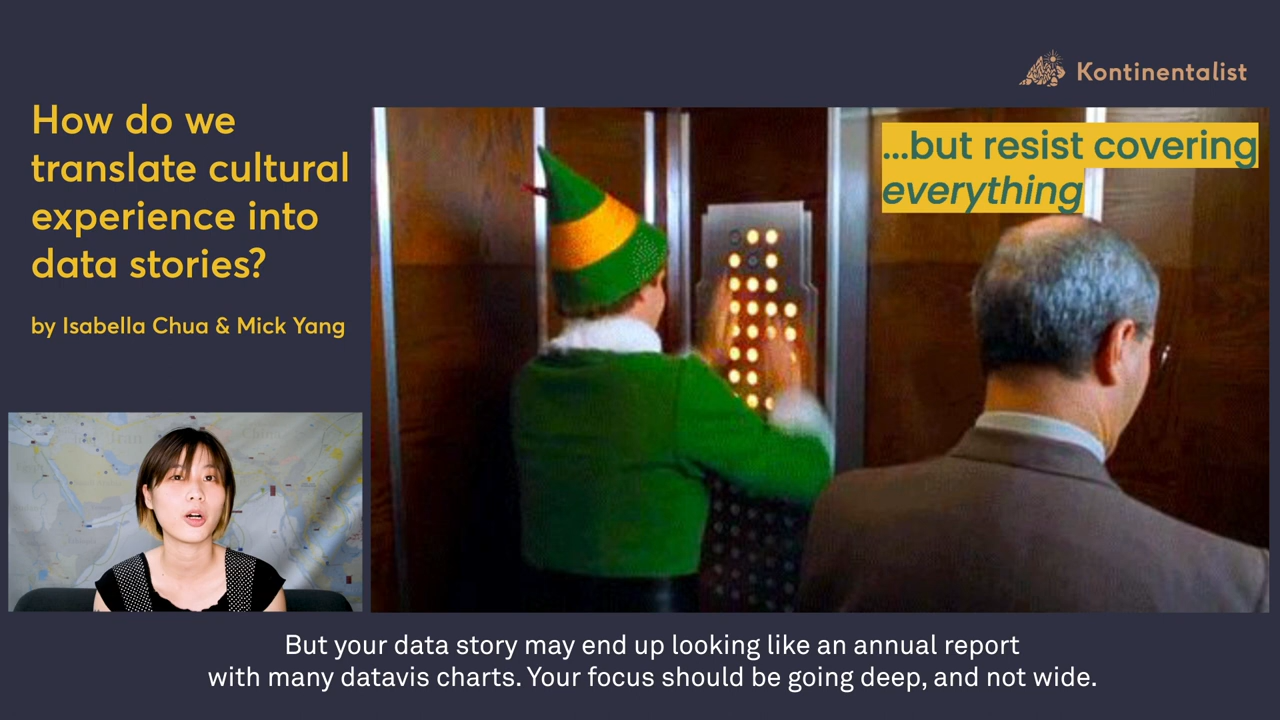 Kontinentalist
How do we
translate cultural
experience into
data stories?
by Isabella Chua & Mick Yang
...but resist covering
everything
But your data story may end up looking like an annual report
with many datavis charts. Your focus should be going deep, and not wide.